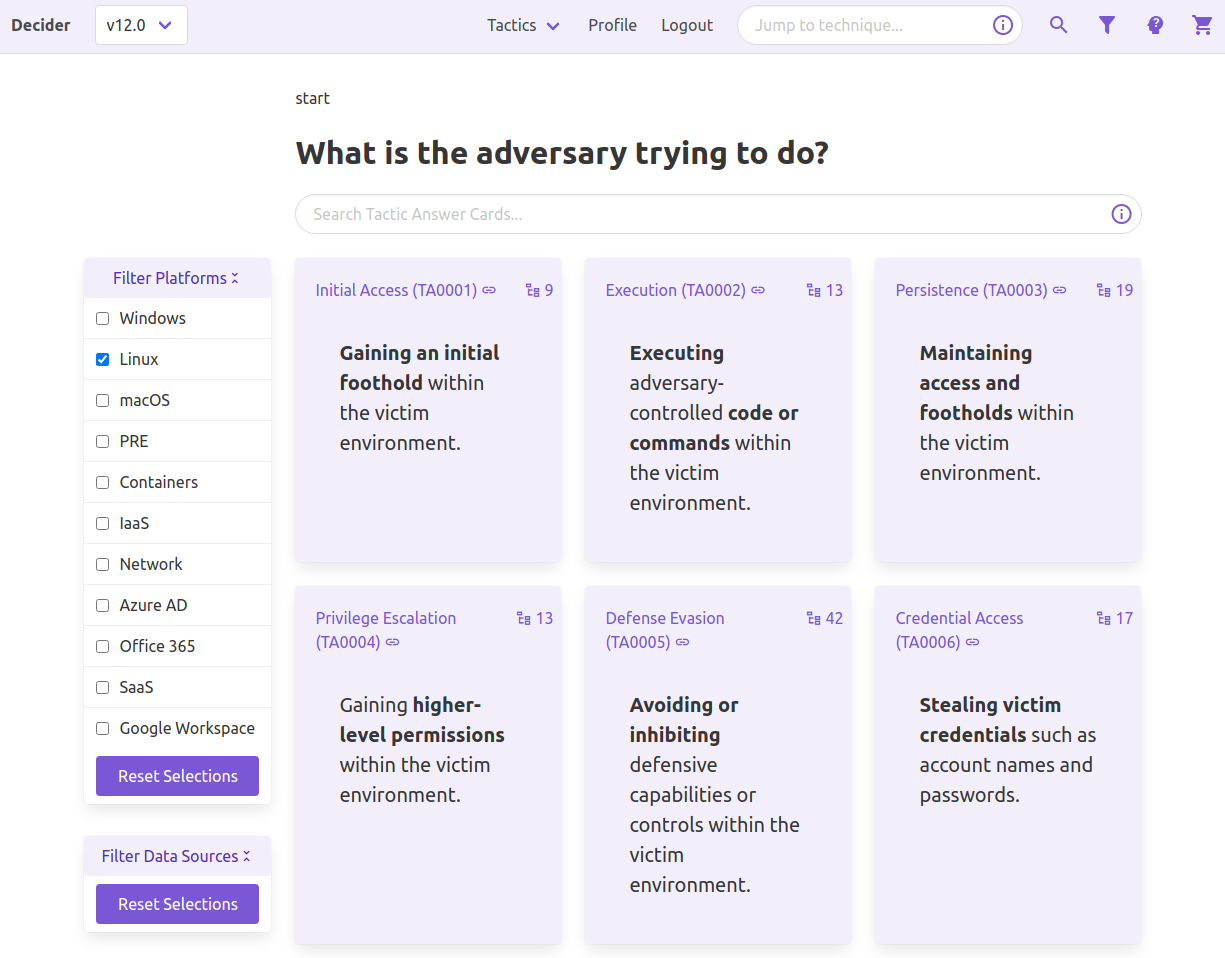 Decider v12.0 Tactics Profile Logout Jump to technique...
start
What is the adversary trying to do?
Search Tactic Answer Cards...
Filter Platforms
Windows
Linux
macOS
PRE
Containers
IaaS
Network
Azure AD
Office 365
SaaS
Google Workspace
Reset Selections
Filter Data Sources
Reset Selections
Initial Access (TA0001) 9
Gaining an initial
foothold within
the victim
environment.
Execution (TA0002) 13
Executing
adversary-
controlled code or
commands within
the victim
environment.
Persistence (TA0003) 19
Maintaining
access and
footholds within
the victim
environment.
Privilege Escalation 13
(TA0004)
Gaining higher-
level permissions
within the victim
environment.
Defense Evasion 42
(TA0005)
Avoiding or
inhibiting
defensive
capabilities or
controls within the
victim
environment.
Credential Access 17
(TA0006)
Stealing victim
credentials such as
account names and
passwords.